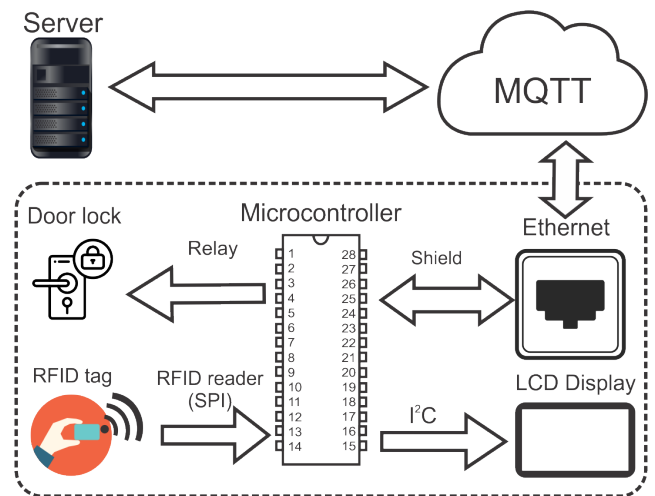 Server
MQTT
Door lock
Relay
Microcontroller
Shield
Ethernet
1 28
2 27
3 26
4 25
5 24
6 23
7 22
8 21
9 20
10 19
11 18
12 17
13 16
14 15
RFID tag
RFID reader
(SPI)
I²C
LCD Display